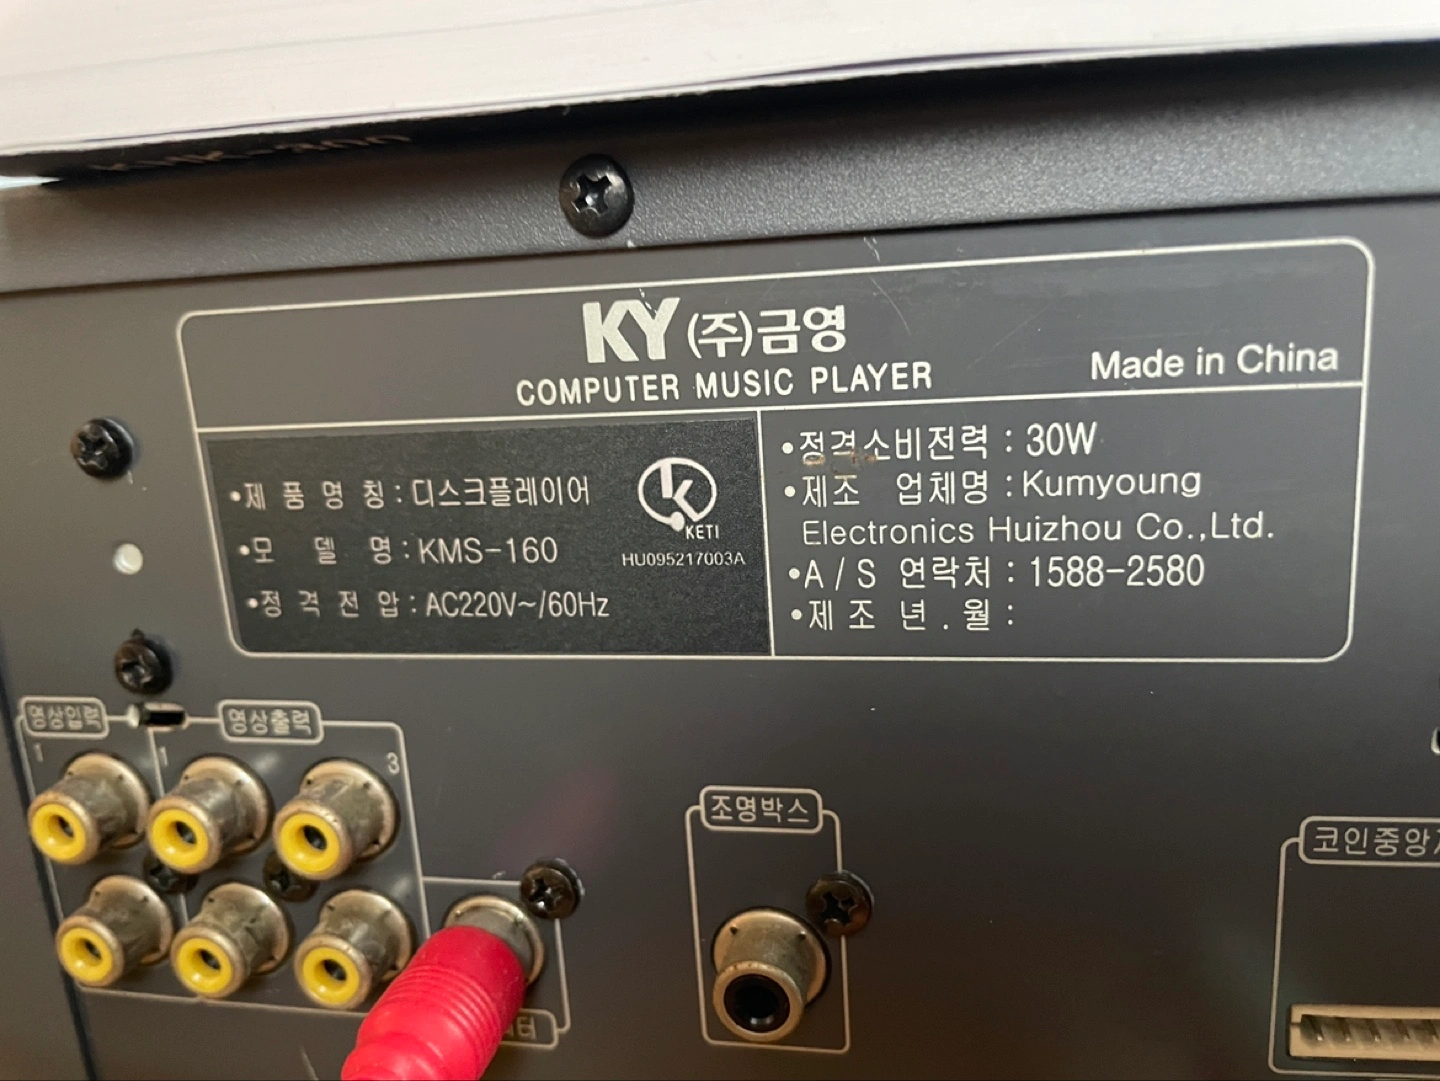 KY (주)금영
COMPUTER MUSIC PLAYER
Made in China
•제 품 명 칭 : 디스크플레이어
•모 델 명 : KMS-160
•정 격 전 압 : AC220V~/60Hz
KETI
HU095217003A
•정격소비전력 : 30W
•제조 업체명 : Kumyoung
Electronics Huizhou Co.,Ltd.
•A / S 연락처 : 1588-2580
•제 조 년 . 월 :
영상입력
영상출력
1
1
3
조명박스
코인중앙